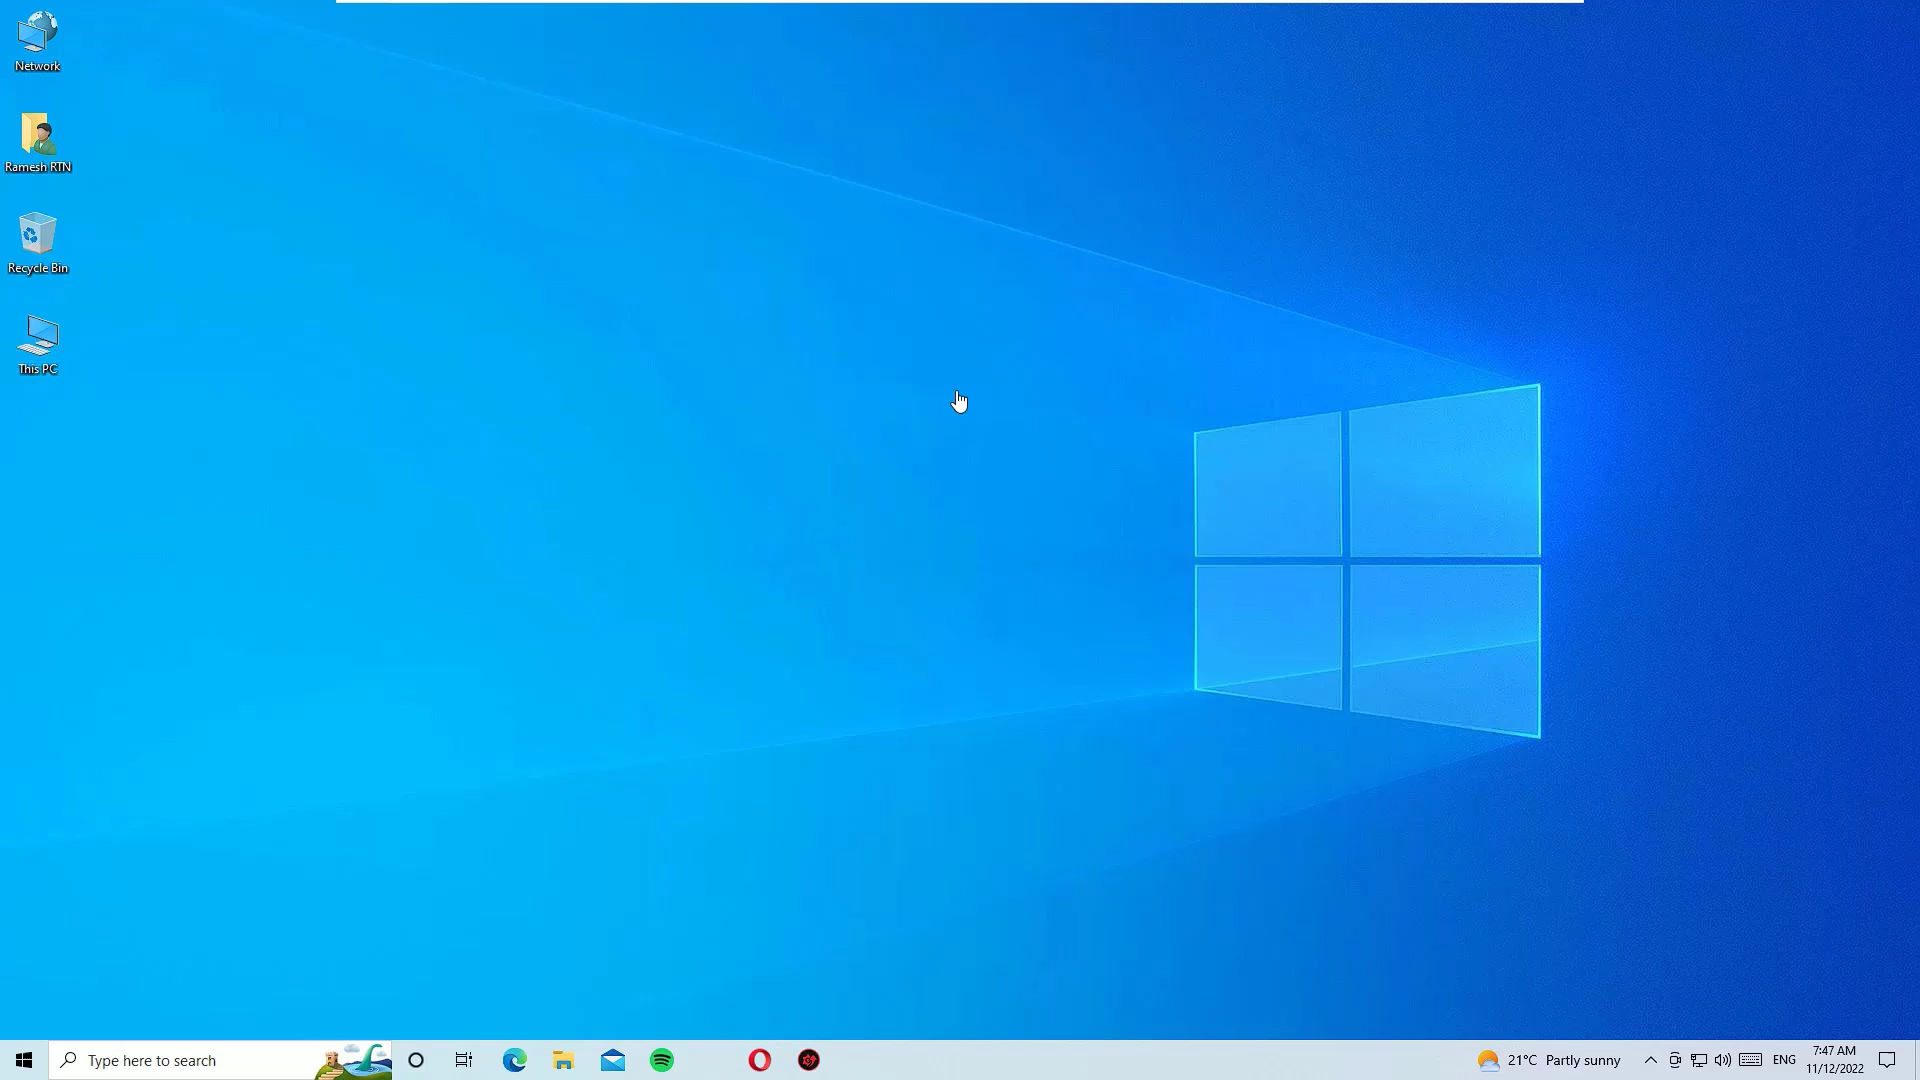 Network
Ramesh RTN
Recycle Bin
This PC
Type here to search
21°C Partly sunny
ENG
7:47 AM
11/12/2022